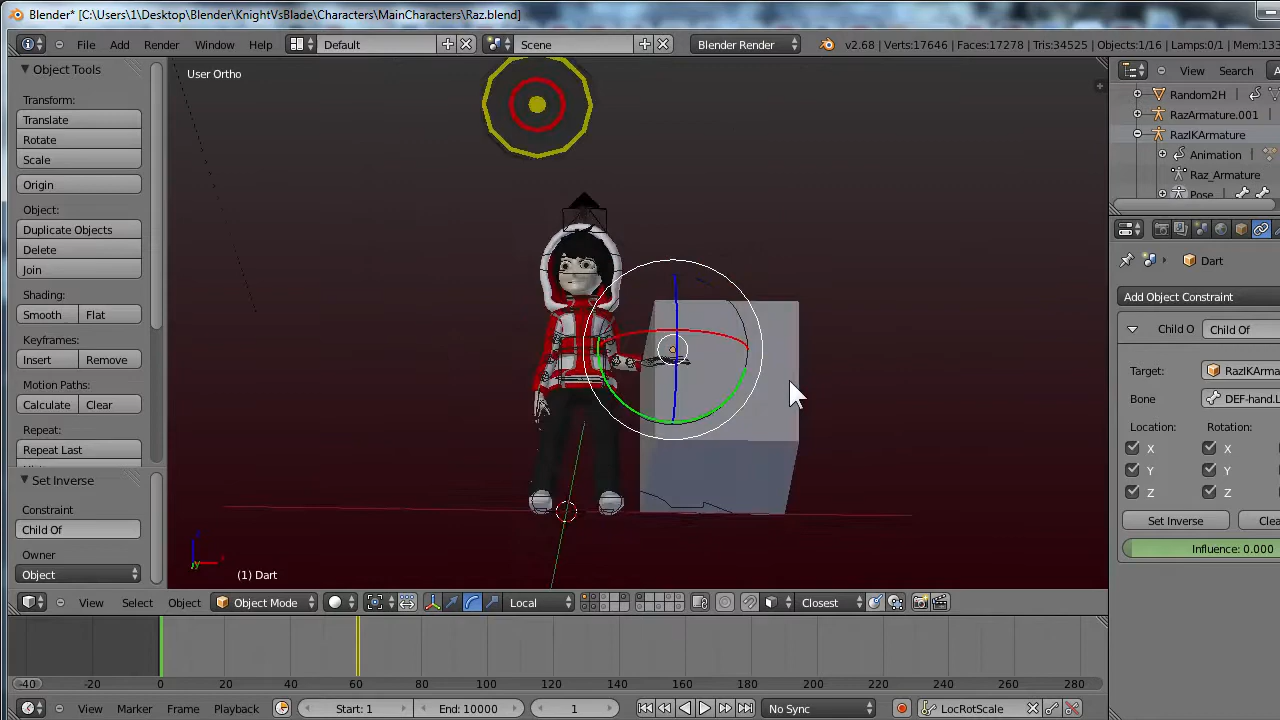 Blender* [C:\Users\1\Desktop\Blender\KnightVsBlade\Characters\MainCharacters\Raz.blend]
File Add Render Window Help Default Scene Blender Render v2.68 | Verts:17646 | Faces:17278 | Tris:34525 | Objects:1/16 | Lamps:0/1 | Mem:133
Object Tools
User Ortho
View Search
Transform:
Translate
Rotate
Scale
Origin
Object:
Duplicate Objects
Delete
Join
Shading:
Smooth Flat
Keyframes:
Insert Remove
Motion Paths:
Calculate Clear
Repeat:
Repeat Last
Set Inverse
Constraint
Child Of
Owner
Object
Random2H
RazArmature.001
RazIKArmature
Animation
Raz_Armature
Pose
Dart
Add Object Constraint
Child O Child Of
Target: RazIKArma
Bone DEF-hand.L
Location: Rotation:
X X
Y Y
Z Z
Set Inverse Clea
Influence: 0.000
(1) Dart
View Select Object Object Mode Local Closest
-40 -20 0 20 40 60 80 100 120 140 160 180 200 220 240 260 280
View Marker Frame Playback Start: 1 End: 10000 1 No Sync LocRotScale